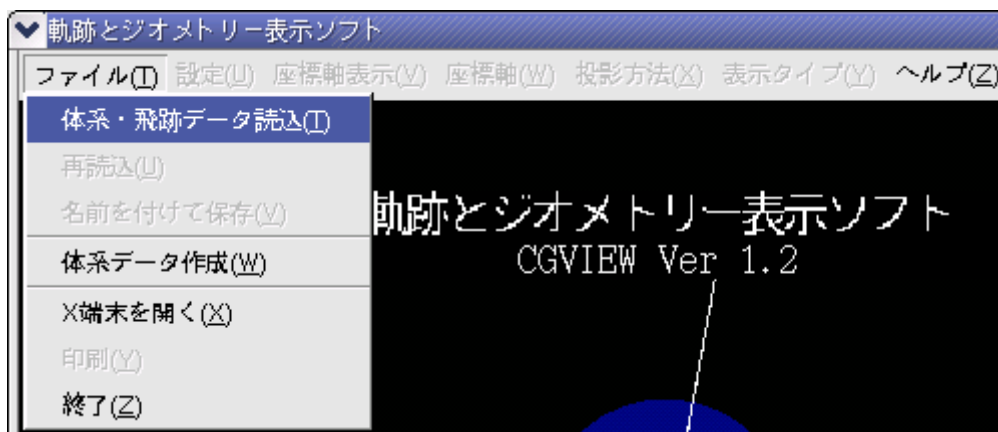 軌跡とジオメトリー表示ソフト
ファイル(T) 設定(U) 座標軸表示(V) 座標軸(W) 投影方法(X) 表示タイプ(Y) ヘルプ(Z)
体系・飛跡データ読込(T)
再読込(U)
名前を付けて保存(V)
体系データ作成(W)
X端末を開く(X)
印刷(Y)
終了(Z)
軌跡とジオメトリー表示ソフト
CGVIEW Ver 1.2